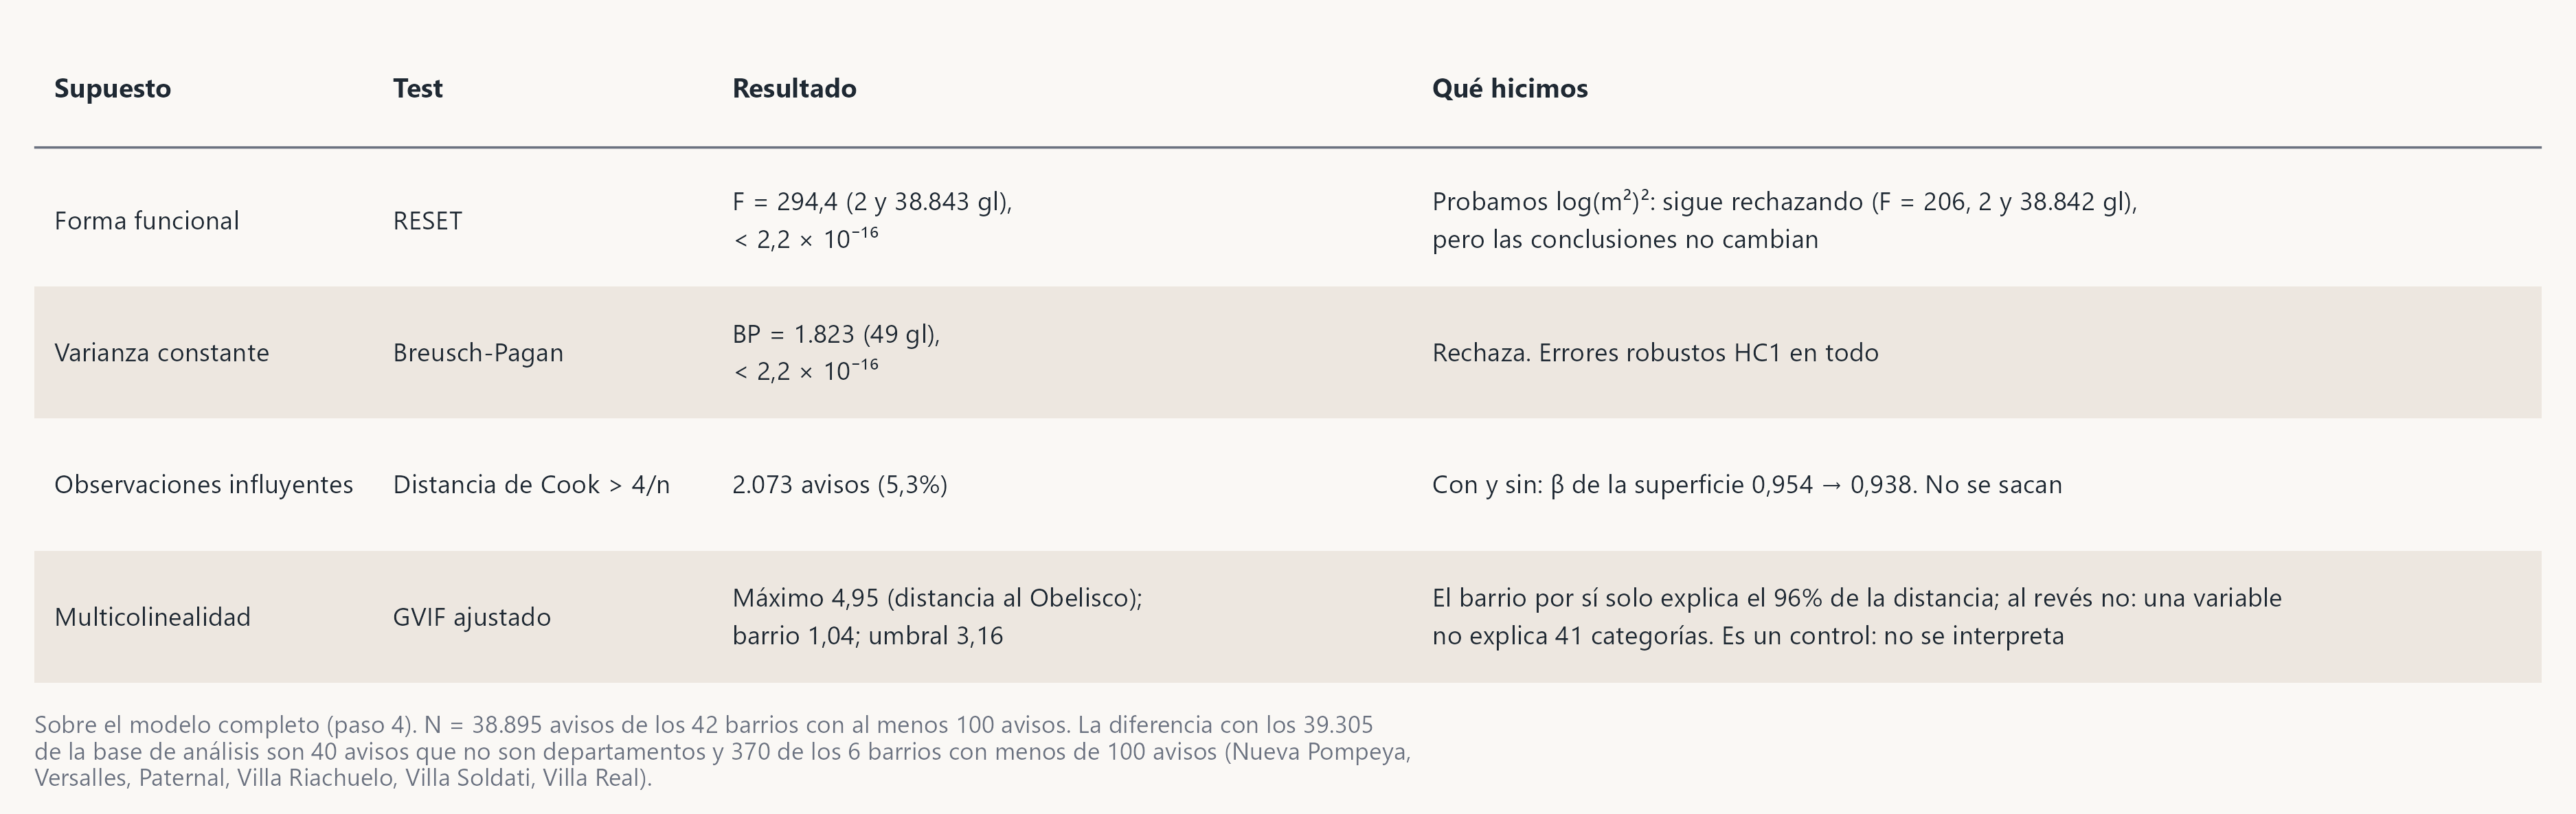 Supuesto Test Resultado Qué hicimos
Forma funcional RESET F = 294,4 (2 y 38.843 gl),
< 2,2 × 10⁻¹⁶
Probamos log(m²)²: sigue rechazando (F = 206, 2 y 38.842 gl),
pero las conclusiones no cambian
Varianza constante Breusch-Pagan BP = 1.823 (49 gl),
< 2,2 × 10⁻¹⁶
Rechaza. Errores robustos HC1 en todo
Observaciones influyentes Distancia de Cook > 4/n 2.073 avisos (5,3%) Con y sin: β de la superficie 0,954 → 0,938. No se sacan
Multicolinealidad GVIF ajustado Máximo 4,95 (distancia al Obelisco);
barrio 1,04; umbral 3,16
El barrio por sí solo explica el 96% de la distancia; al revés no: una variable
no explica 41 categorías. Es un control: no se interpreta
Sobre el modelo completo (paso 4). N = 38.895 avisos de los 42 barrios con al menos 100 avisos. La diferencia con los 39.305
de la base de análisis son 40 avisos que no son departamentos y 370 de los 6 barrios con menos de 100 avisos (Nueva Pompeya,
Versalles, Paternal, Villa Riachuelo, Villa Soldati, Villa Real).